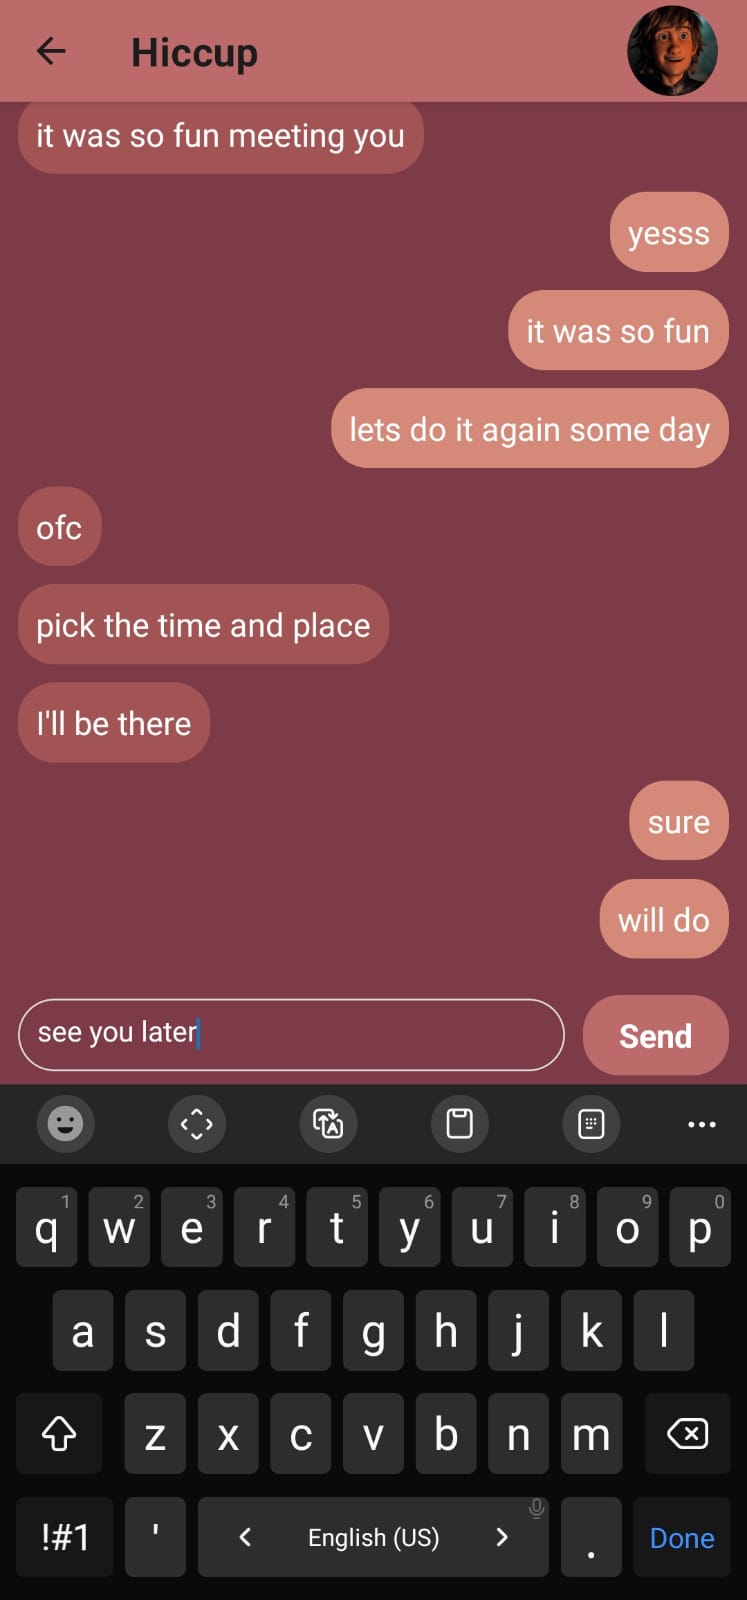 Hiccup
it was so fun meeting you
yesss
it was so fun
lets do it again some day
ofc
pick the time and place
I'll be there
sure
will do
see you later
Send
1 2 3 4 5 6 7 8 9 0
q w e r t y u i o p
a s d f g h j k l
z x c v b n m
!#1 ' < English (US) > . Done